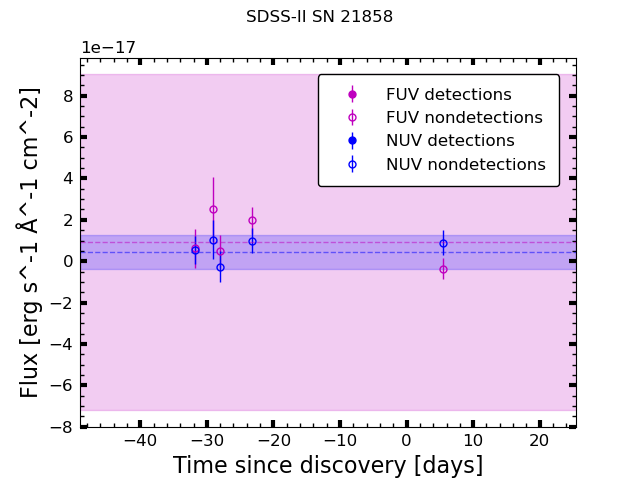 SDSS-II SN 21858
1e−17
FUV detections
FUV nondetections
NUV detections
NUV nondetections
8
6
4
2
0
−2
−4
−6
−8
Flux [erg s^-1 Å^-1 cm^-2]
−40 −30 −20 −10 0 10 20
Time since discovery [days]